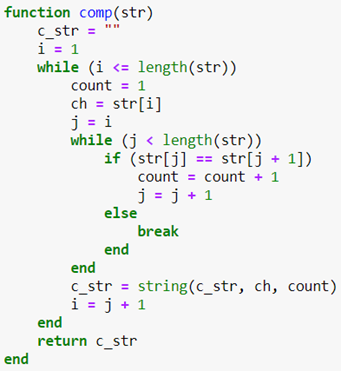 function comp(str)
    c_str = ""
    i = 1
    while (i <= length(str))
        count = 1
        ch = str[i]
        j = i
        while (j < length(str))
            if (str[j] == str[j + 1])
                count = count + 1
                j = j + 1
            else
                break
            end
        end
        c_str = string(c_str, ch, count)
        i = j + 1
    end
    return c_str
end